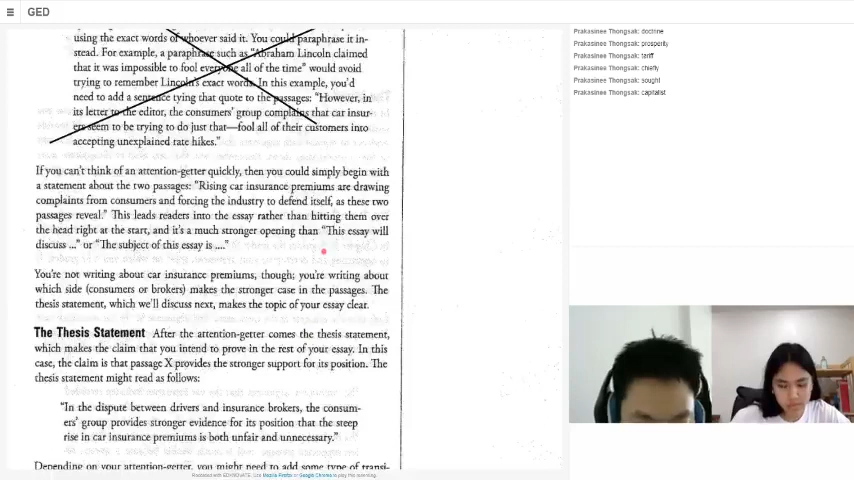 GED
using the exact words of whoever said it. You could paraphrase it in-
stead. For example, a paraphrase such as "Abraham Lincoln claimed
that it was impossible to fool everyone all of the time" would avoid
trying to remember Lincoln's exact words. In this example, you'd
need to add a sentence tying that quote to the passages: "However, in
its letter to the editor, the consumers' group complains that car insur-
ers seem to be trying to do just that—fool all of their customers into
accepting unexplained rate hikes."
If you can't think of an attention-getter quickly, then you could simply begin with
a statement about the two passages: "Rising car insurance premiums are drawing
complaints from consumers and forcing the industry to defend itself, as these two
passages reveal." This leads readers into the essay rather than hitting them over
the head right at the start, and it's a much stronger opening than "This essay will
discuss ..." or "The subject of this essay is ...."
You're not writing about car insurance premiums, though; you're writing about
which side (consumers or brokers) makes the stronger case in the passages. The
thesis statement, which we'll discuss next, makes the topic of your essay clear.
The Thesis Statement After the attention-getter comes the thesis statement,
which makes the claim that you intend to prove in the rest of your essay. In this
case, the claim is that passage X provides the stronger support for its position. The
thesis statement might read as follows:
"In the dispute between drivers and insurance brokers, the consum-
ers' group provides stronger evidence for its position that the steep
rise in car insurance premiums is both unfair and unnecessary."
Depending on your attention-getter, you might need to add some type of transi-
Prakasinee Thongsak: docirine
Prakasinee Thongsak: prosperity
Prakasinee Thongsak: tariff
Prakasinee Thongsak: chiefly
Prakasinee Thongsak: sought
Prakasinee Thongsak: capitalist
Recorded with EDXNOVATE. Use Mozilla Firefox or Google Chrome to play this meeting.